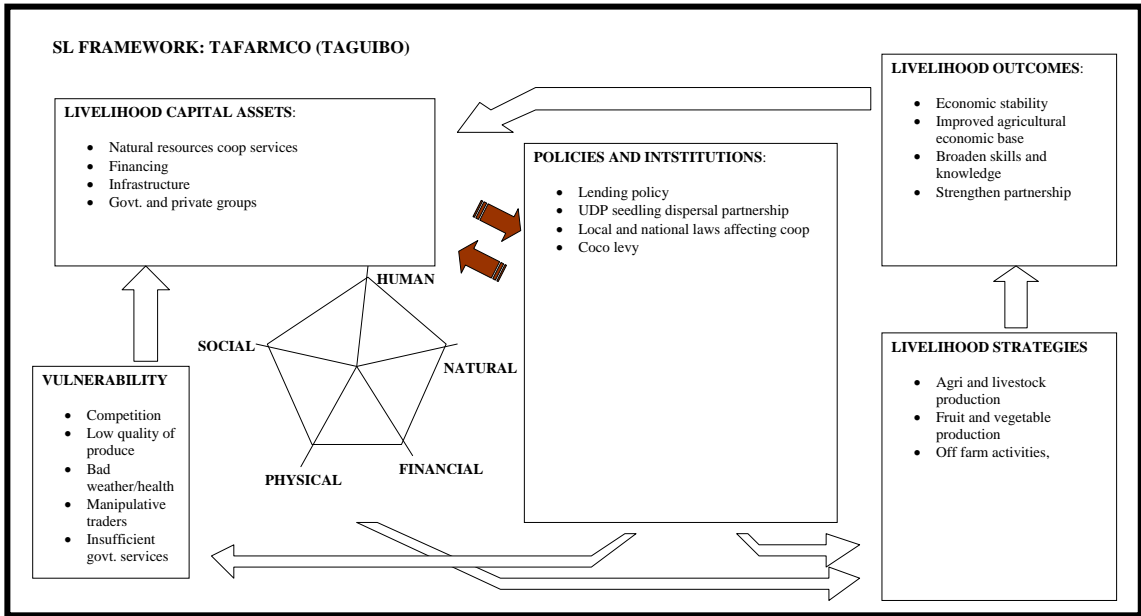 SL FRAMEWORK: TAFARMCO (TAGUIBO)
LIVELIHOOD CAPITAL ASSETS:
• Natural resources coop services
• Financing
• Infrastructure
• Govt. and private groups
POLICIES AND INTSTITUTIONS:
• Lending policy
• UDP seedling dispersal partnership
• Local and national laws affecting coop
• Coco levy
LIVELIHOOD OUTCOMES:
• Economic stability
• Improved agricultural
economic base
• Broaden skills and
knowledge
• Strengthen partnership
HUMAN
SOCIAL
NATURAL
PHYSICAL
FINANCIAL
VULNERABILITY
• Competition
• Low quality of
produce
• Bad
weather/health
• Manipulative
traders
• Insufficient
govt. services
LIVELIHOOD STRATEGIES
• Agri and livestock
production
• Fruit and vegetable
production
• Off farm activities,